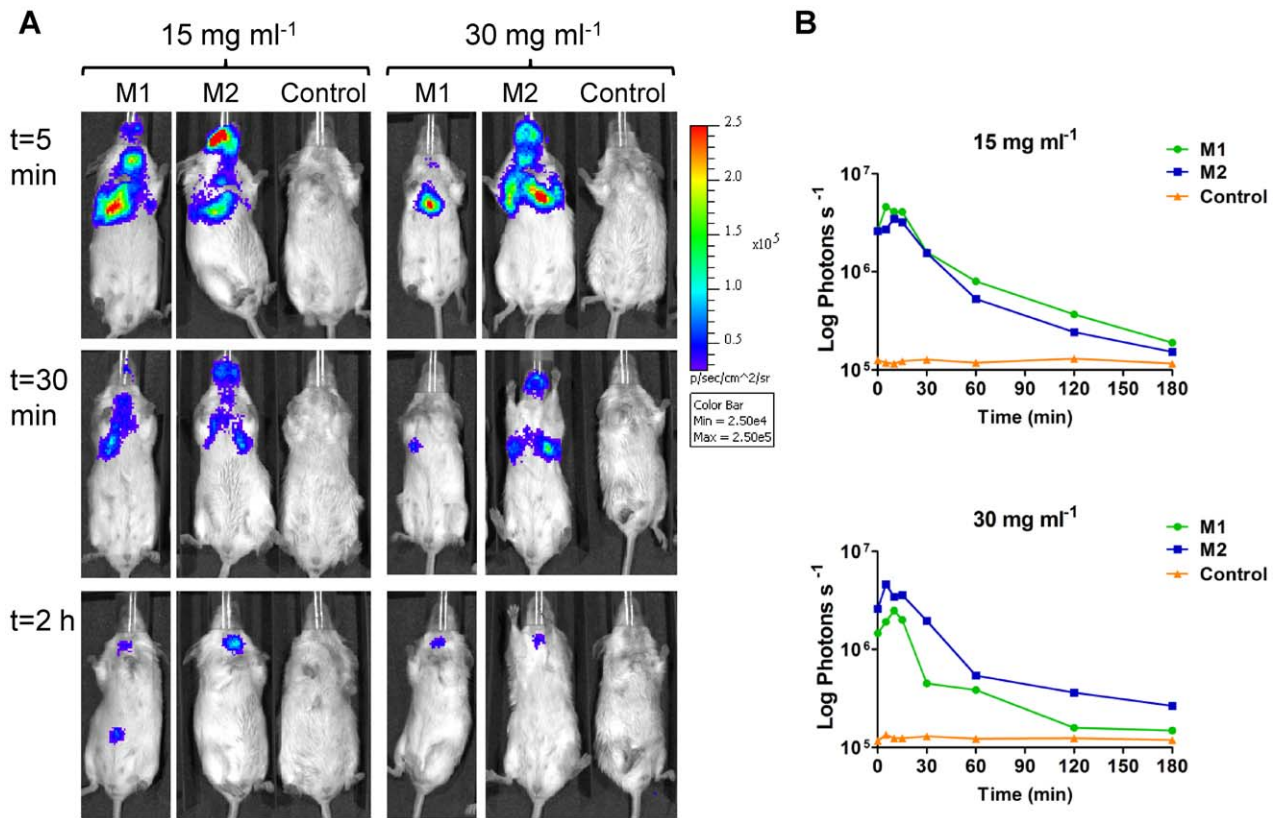 A
15 mg ml-1
30 mg ml-1
M1 M2 Control M1 M2 Control
t=5
min
t=30
min
t=2 h
2.5
2.0
1.5
x10^5
1.0
0.5
p/sec/cm^2/sr
Color Bar
Min = 2.50e4
Max = 2.50e5
B
15 mg ml-1
M1
M2
Control
Log Photons s-1
10^7
10^6
10^5
0 30 60 90 120 150 180
Time (min)
30 mg ml-1
M1
M2
Control
Log Photons s-1
10^7
10^6
10^5
0 30 60 90 120 150 180
Time (min)